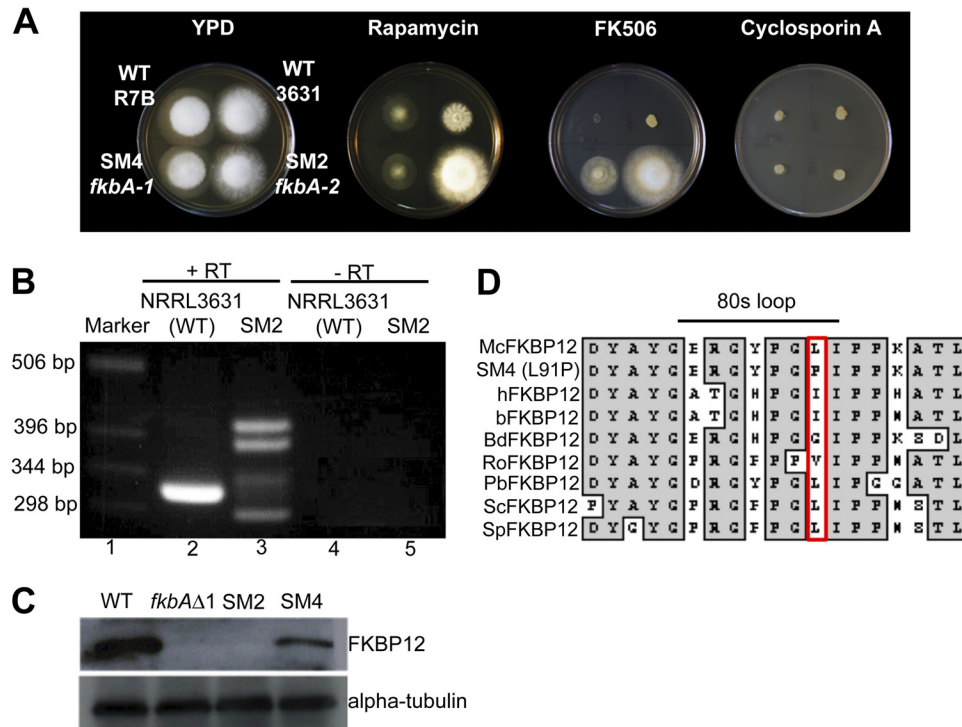 A
YPD
Rapamycin
FK506
Cyclosporin A
WT
R7B
WT
3631
SM4
fkbA-1
SM2
fkbA-2
B
+ RT
- RT
NRRL3631
NRRL3631
Marker
(WT)
SM2
(WT)
SM2
506 bp
396 bp
344 bp
298 bp
1
2
3
4
5
C
WT
fkbAΔ1
SM2
SM4
FKBP12
alpha-tubulin
D
80s loop
McFKBP12 D Y A Y G E R G Y P G L I P P K A T L
SM4 (L91P) D Y A Y G E R G Y P G P I P P K A T L
hFKBP12 D Y A Y G A T G H P G I I P P H A T L
bFKBP12 D Y A Y G A T G H P G I I P P N A T L
BdFKBP12 D Y A Y G E R G H P G G I P P K S D L
RoFKBP12 D Y A Y G P R G F P P V I P P N A T L
PbFKBP12 D Y A Y G D R G Y P G L I P G G A T L
ScFKBP12 P Y A Y G P R G F P G L I P P N S T L
SpFKBP12 D Y G Y G P R G F P G L I P P N S T L